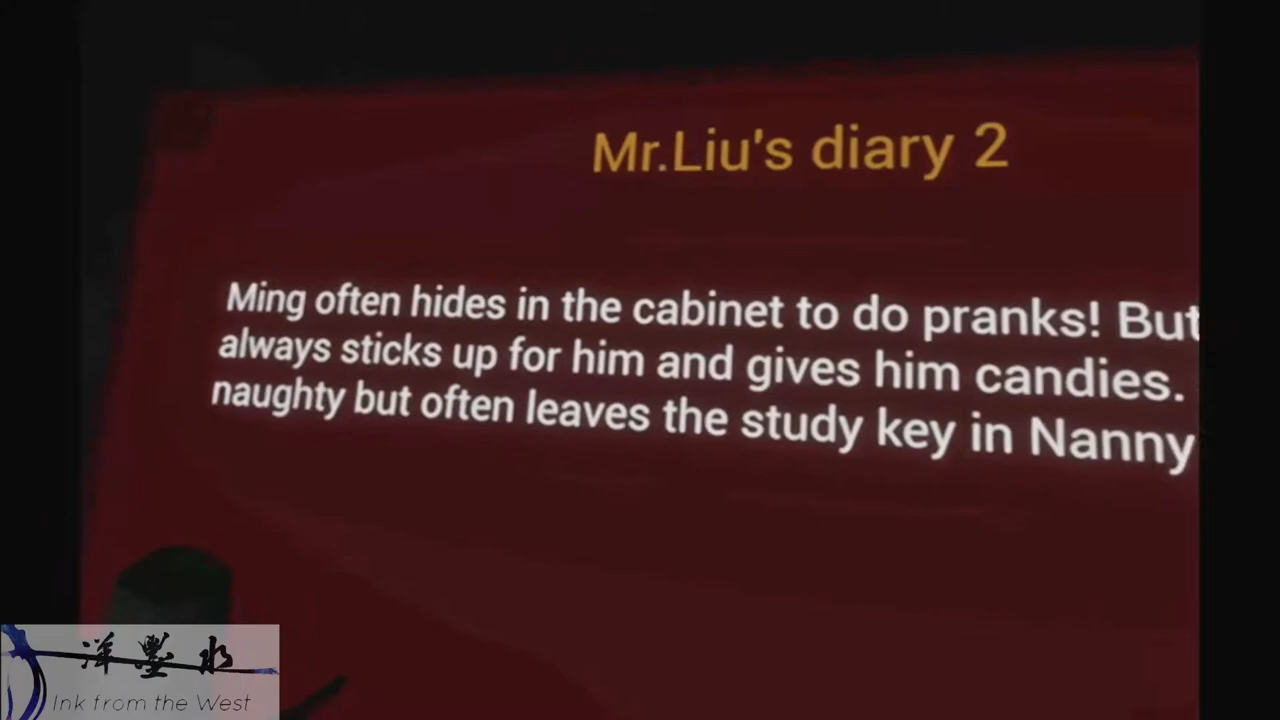 Mr.Liu's diary 2
Ming often hides in the cabinet to do pranks! But
always sticks up for him and gives him candies.
naughty but often leaves the study key in Nanny
洋墨水
Ink from the West